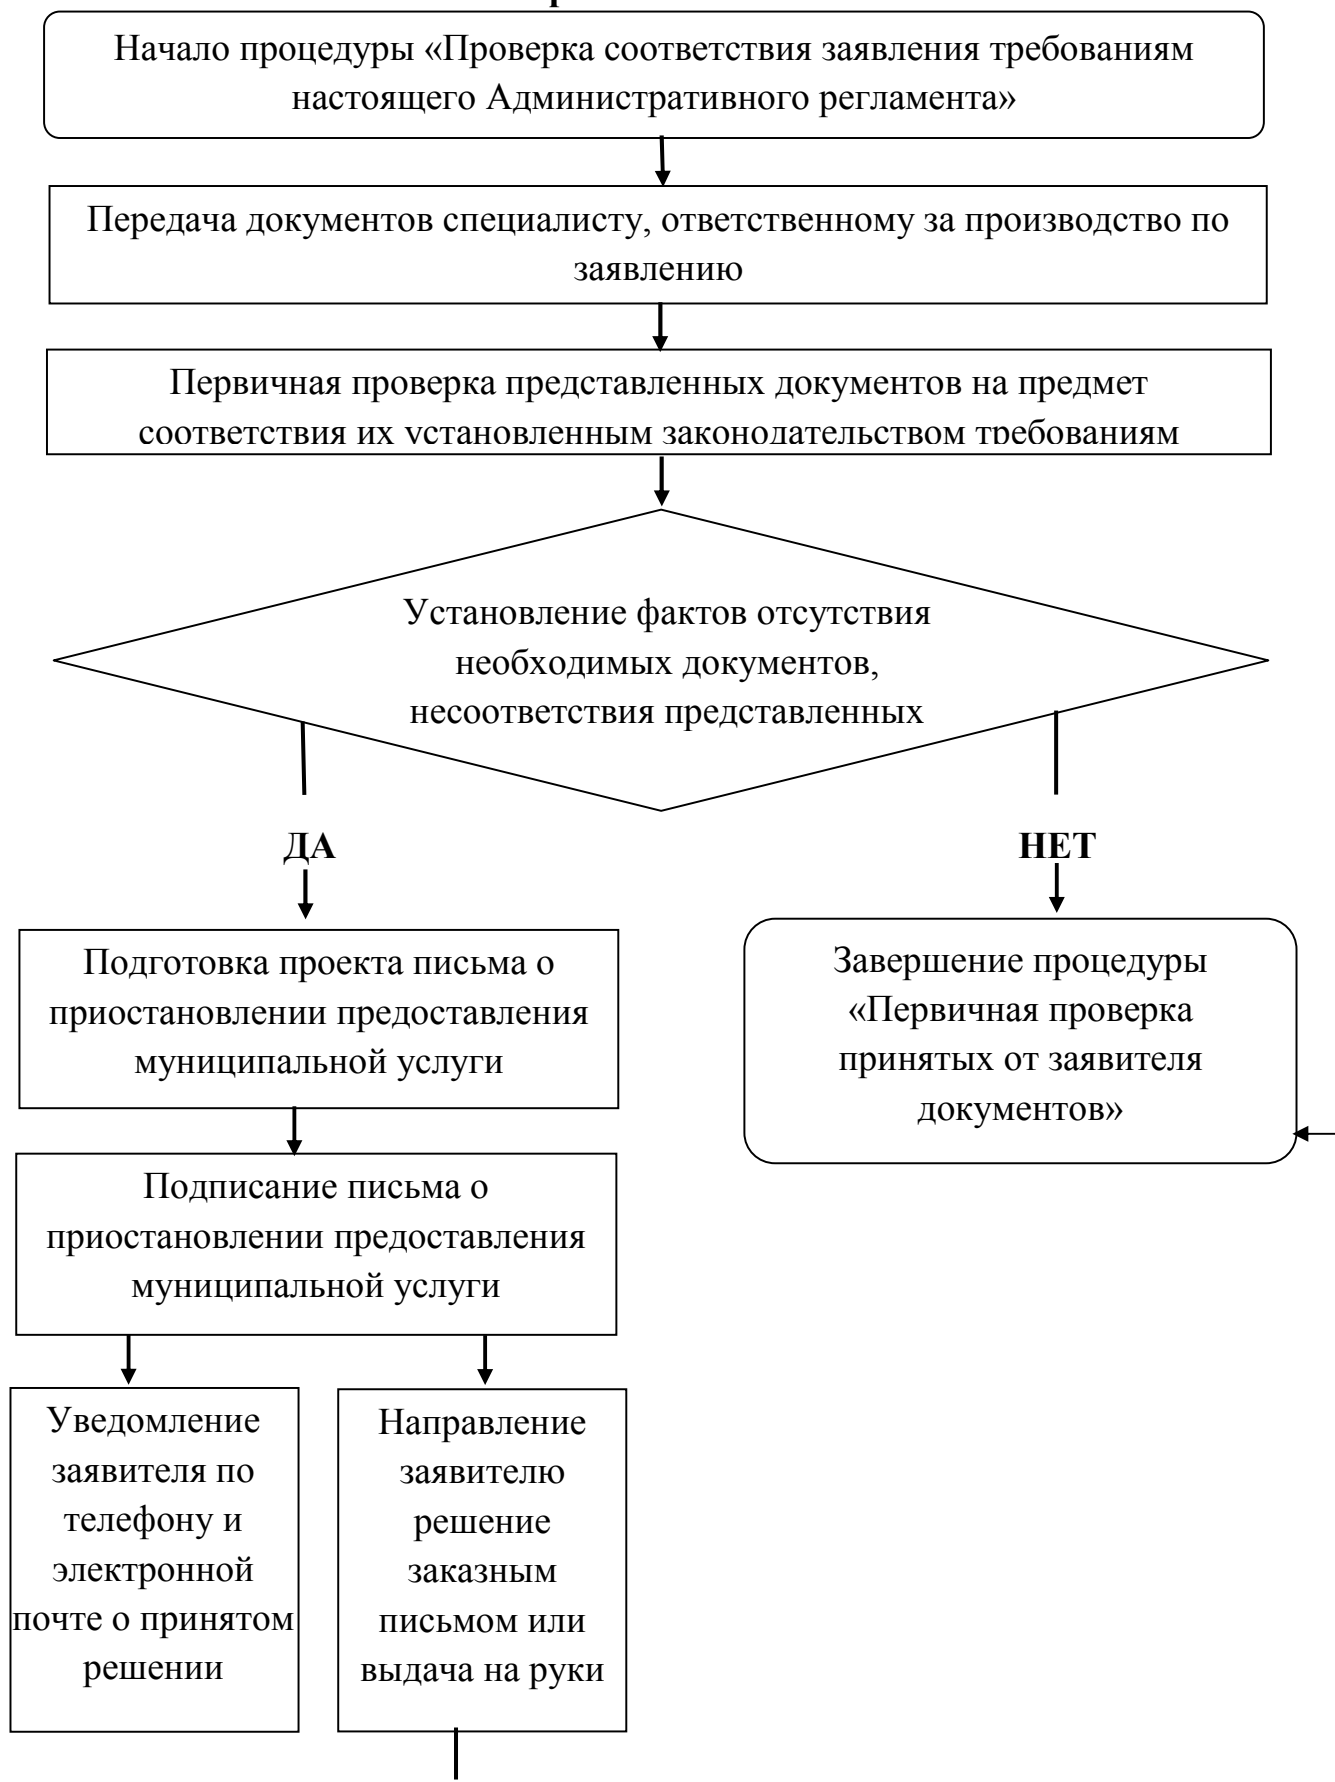 Начало процедуры «Проверка соответствия заявления требованиям
настоящего Административного регламента»
Передача документов специалисту, ответственному за производство по
заявлению
Первичная проверка представленных документов на предмет
соответствия их установленным законодательством требованиям
Установление фактов отсутствия
необходимых документов,
несоответствия представленных
ДА
НЕТ
Подготовка проекта письма о
приостановлении предоставления
муниципальной услуги
Завершение процедуры
«Первичная проверка
принятых от заявителя
документов»
Подписание письма о
приостановлении предоставления
муниципальной услуги
Уведомление
заявителя по
телефону и
электронной
почте о принятом
решении
Направление
заявителю
решение
заказным
письмом или
выдача на руки